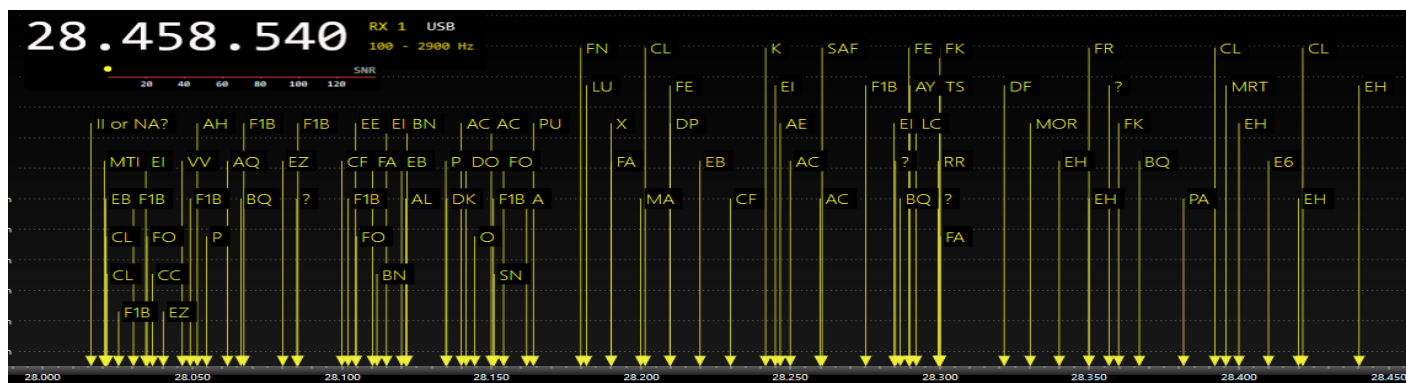 28.458.540 RX 1 USB
100 - 2900 Hz
SNR
20 40 60 80 100 120
FN CL K SAF FE FK FR CL CL
LU FE EI F1B AY TS DF ? MRT EH
II or NA? AH F1B F1B EE EI BN AC AC PU X DP AE EI LC MOR FK EH
MTI EI VV AQ EZ CF FA EB P DO FO FA EB AC ? RR EH BQ E6
EB F1B F1B BQ ? F1B AL DK F1B A MA CF AC BQ ? EH PA EH
CL FO P FO O FA
CL CC BN SN
F1B EZ
28.000 28.050 28.100 28.150 28.200 28.250 28.300 28.350 28.400 28.450